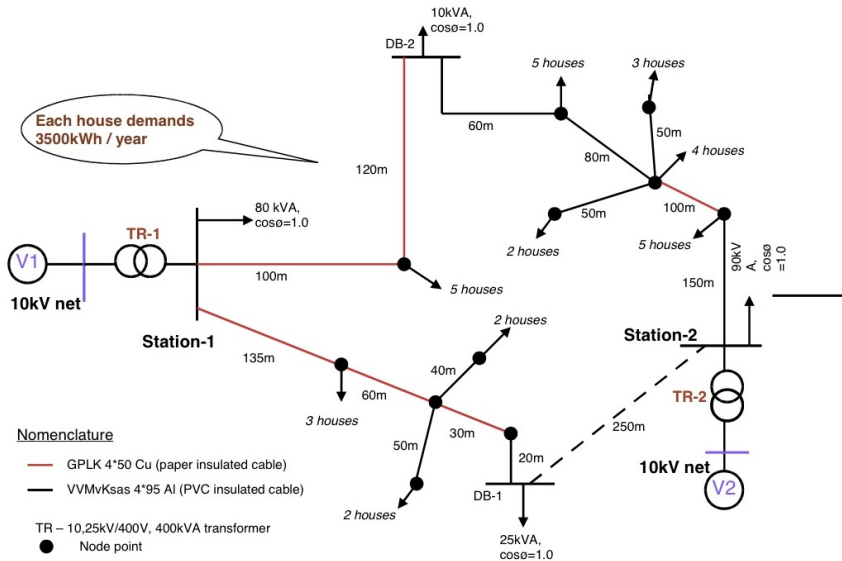 10kVA,
cosø=1.0
DB-2
5 houses
3 houses
Each house demands
3500kWh / year
60m
50m
80m
4 houses
120m
100m
50m
80 kVA,
cosø=1.0
TR-1
2 houses
5 houses
90kV
A,
cosø
=1.0
V1
100m
150m
10kV net
5 houses
Station-1
2 houses
Station-2
135m
40m
60m
TR-2
3 houses
30m
250m
Nomenclature
50m
20m
10kV net
GPLK 4*50 Cu (paper insulated cable)
V2
VVMvKsas 4*95 Al (PVC insulated cable)
DB-1
2 houses
TR – 10,25kV/400V, 400kVA transformer
25kVA,
cosø=1.0
Node point